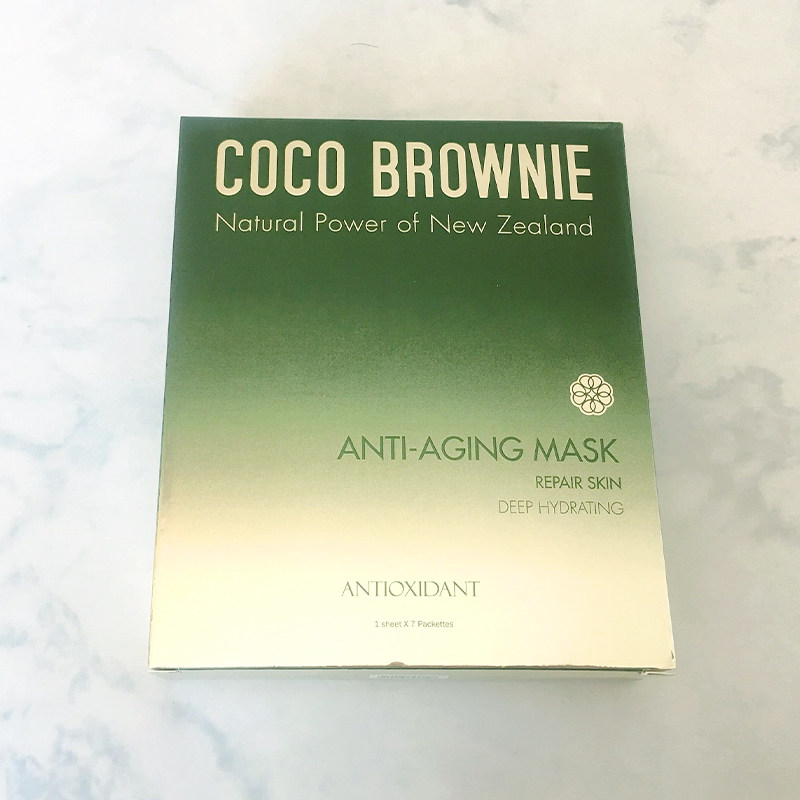 COCO BROWNIE
Natural Power of New Zealand
ANTI-AGING MASK
REPAIR SKIN
DEEP HYDRATING
ANTIOXIDANT
1 sheet X 7 Packettes